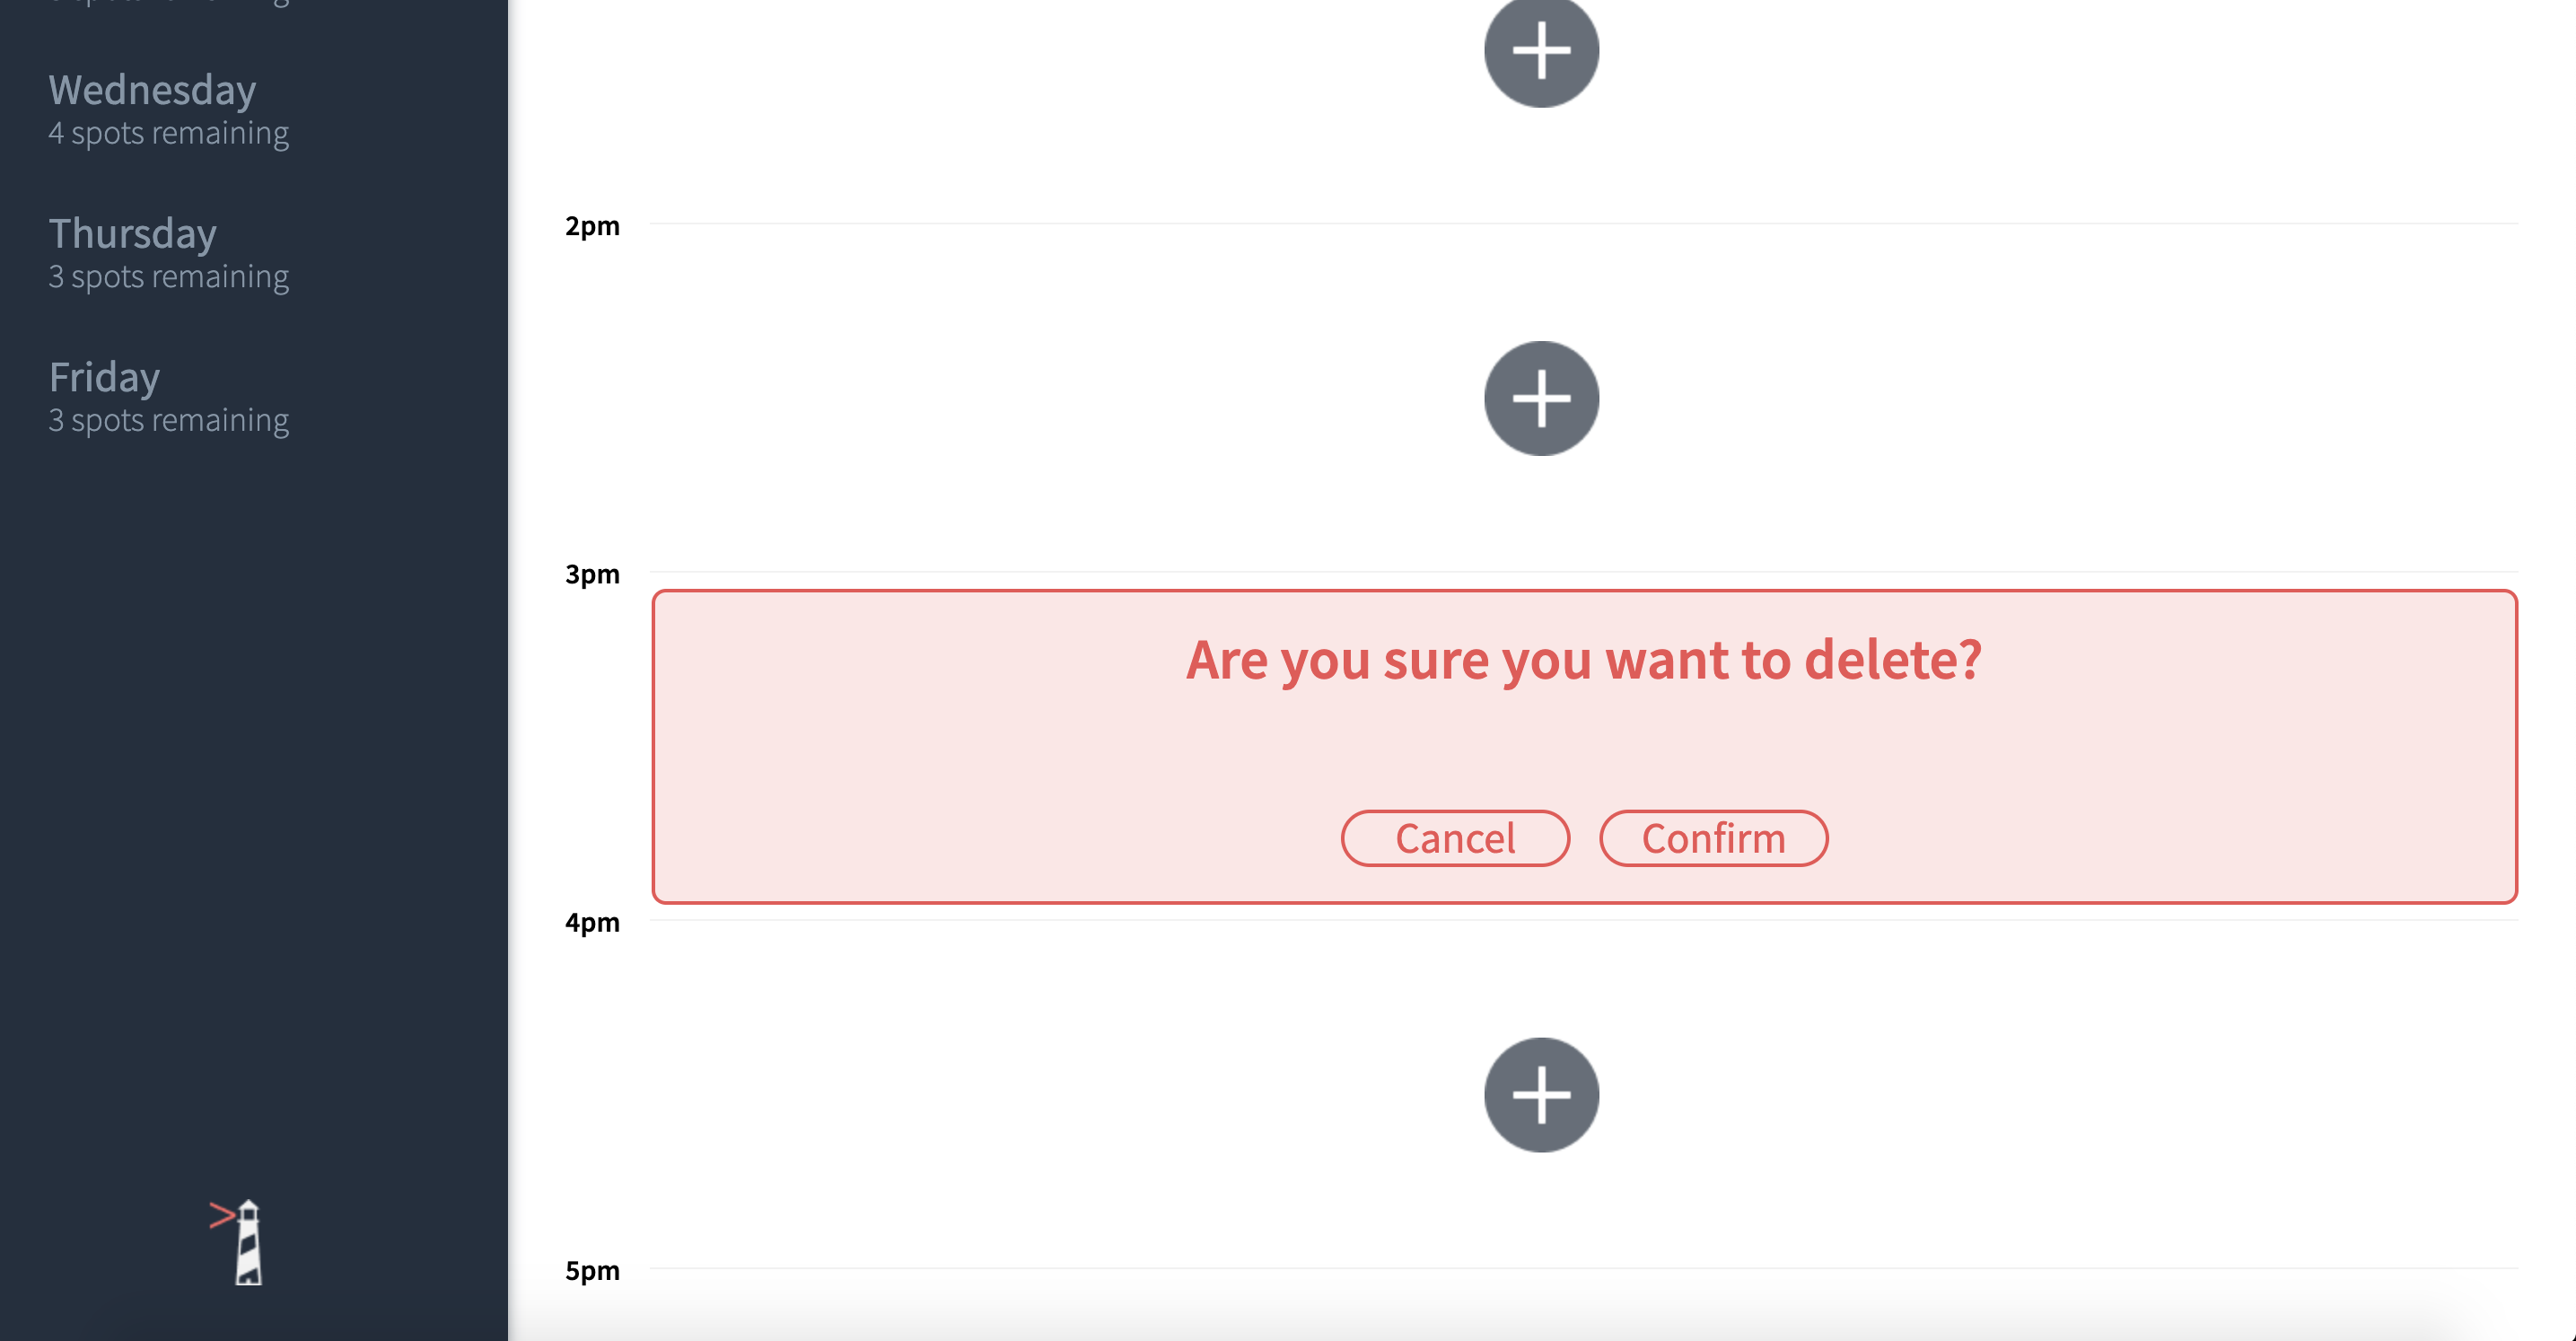 Wednesday
4 spots remaining
Thursday
3 spots remaining
Friday
3 spots remaining
2pm
3pm
Are you sure you want to delete?
Cancel
Confirm
4pm
5pm